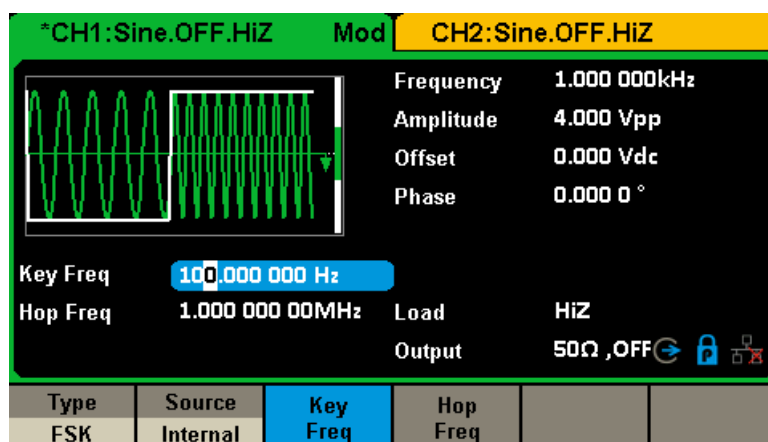 *CH1:Sine.OFF.HiZ Mod CH2:Sine.OFF.HiZ
Frequency 1.000 000kHz
Amplitude 4.000 Vpp
Offset 0.000 Vdc
Phase 0.000 0 °
Key Freq 100.000 000 Hz
Hop Freq 1.000 000 00MHz Load HiZ
Output 50Ω ,OFF P
Type Source Key Hop
FSK Internal Freq Freq